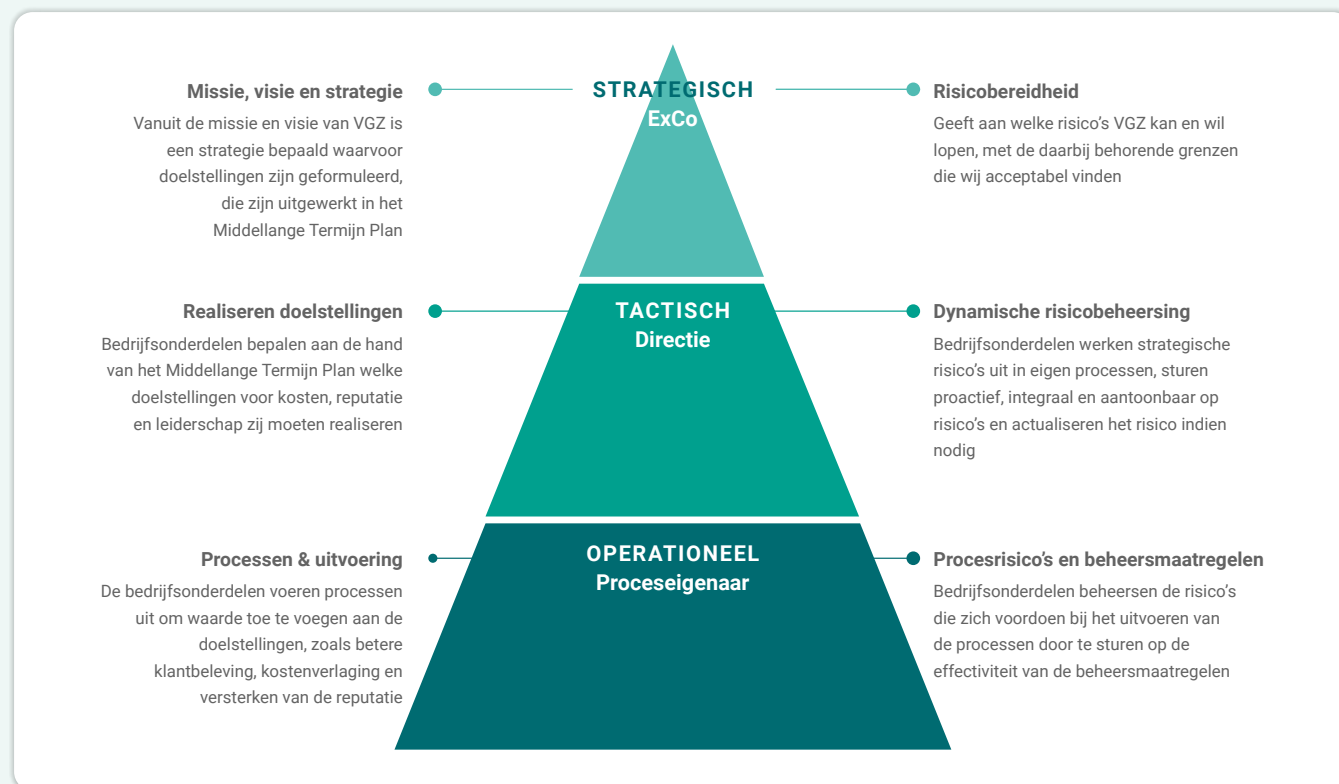 Missie, visie en strategie
Vanuit de missie en visie van VGZ is
een strategie bepaald waarvoor
doelstellingen zijn geformuleerd,
die zijn uitgewerkt in het
Middellange Termijn Plan
STRATEGISCH
ExCo
Risicobereidheid
Geeft aan welke risico’s VGZ kan en wil
lopen, met de daarbij behorende grenzen
die wij acceptabel vinden
Realiseren doelstellingen
Bedrijfsonderdelen bepalen aan de hand
van het Middellange Termijn Plan welke
doelstellingen voor kosten, reputatie
en leiderschap zij moeten realiseren
TACTISCH
Directie
Dynamische risicobeheersing
Bedrijfsonderdelen werken strategische
risico’s uit in eigen processen, sturen
proactief, integraal en aantoonbaar op
risico’s en actualiseren het risico indien
nodig
Processen & uitvoering
De bedrijfsonderdelen voeren processen
uit om waarde toe te voegen aan de
doelstellingen, zoals betere
klantbeleving, kostenverlaging en
versterken van de reputatie
OPERATIONEEL
Proceseigenaar
Procesrisico’s en beheersmaatregelen
Bedrijfsonderdelen beheersen de risico’s
die zich voordoen bij het uitvoeren van
de processen door te sturen op de
effectiviteit van de beheersmaatregelen